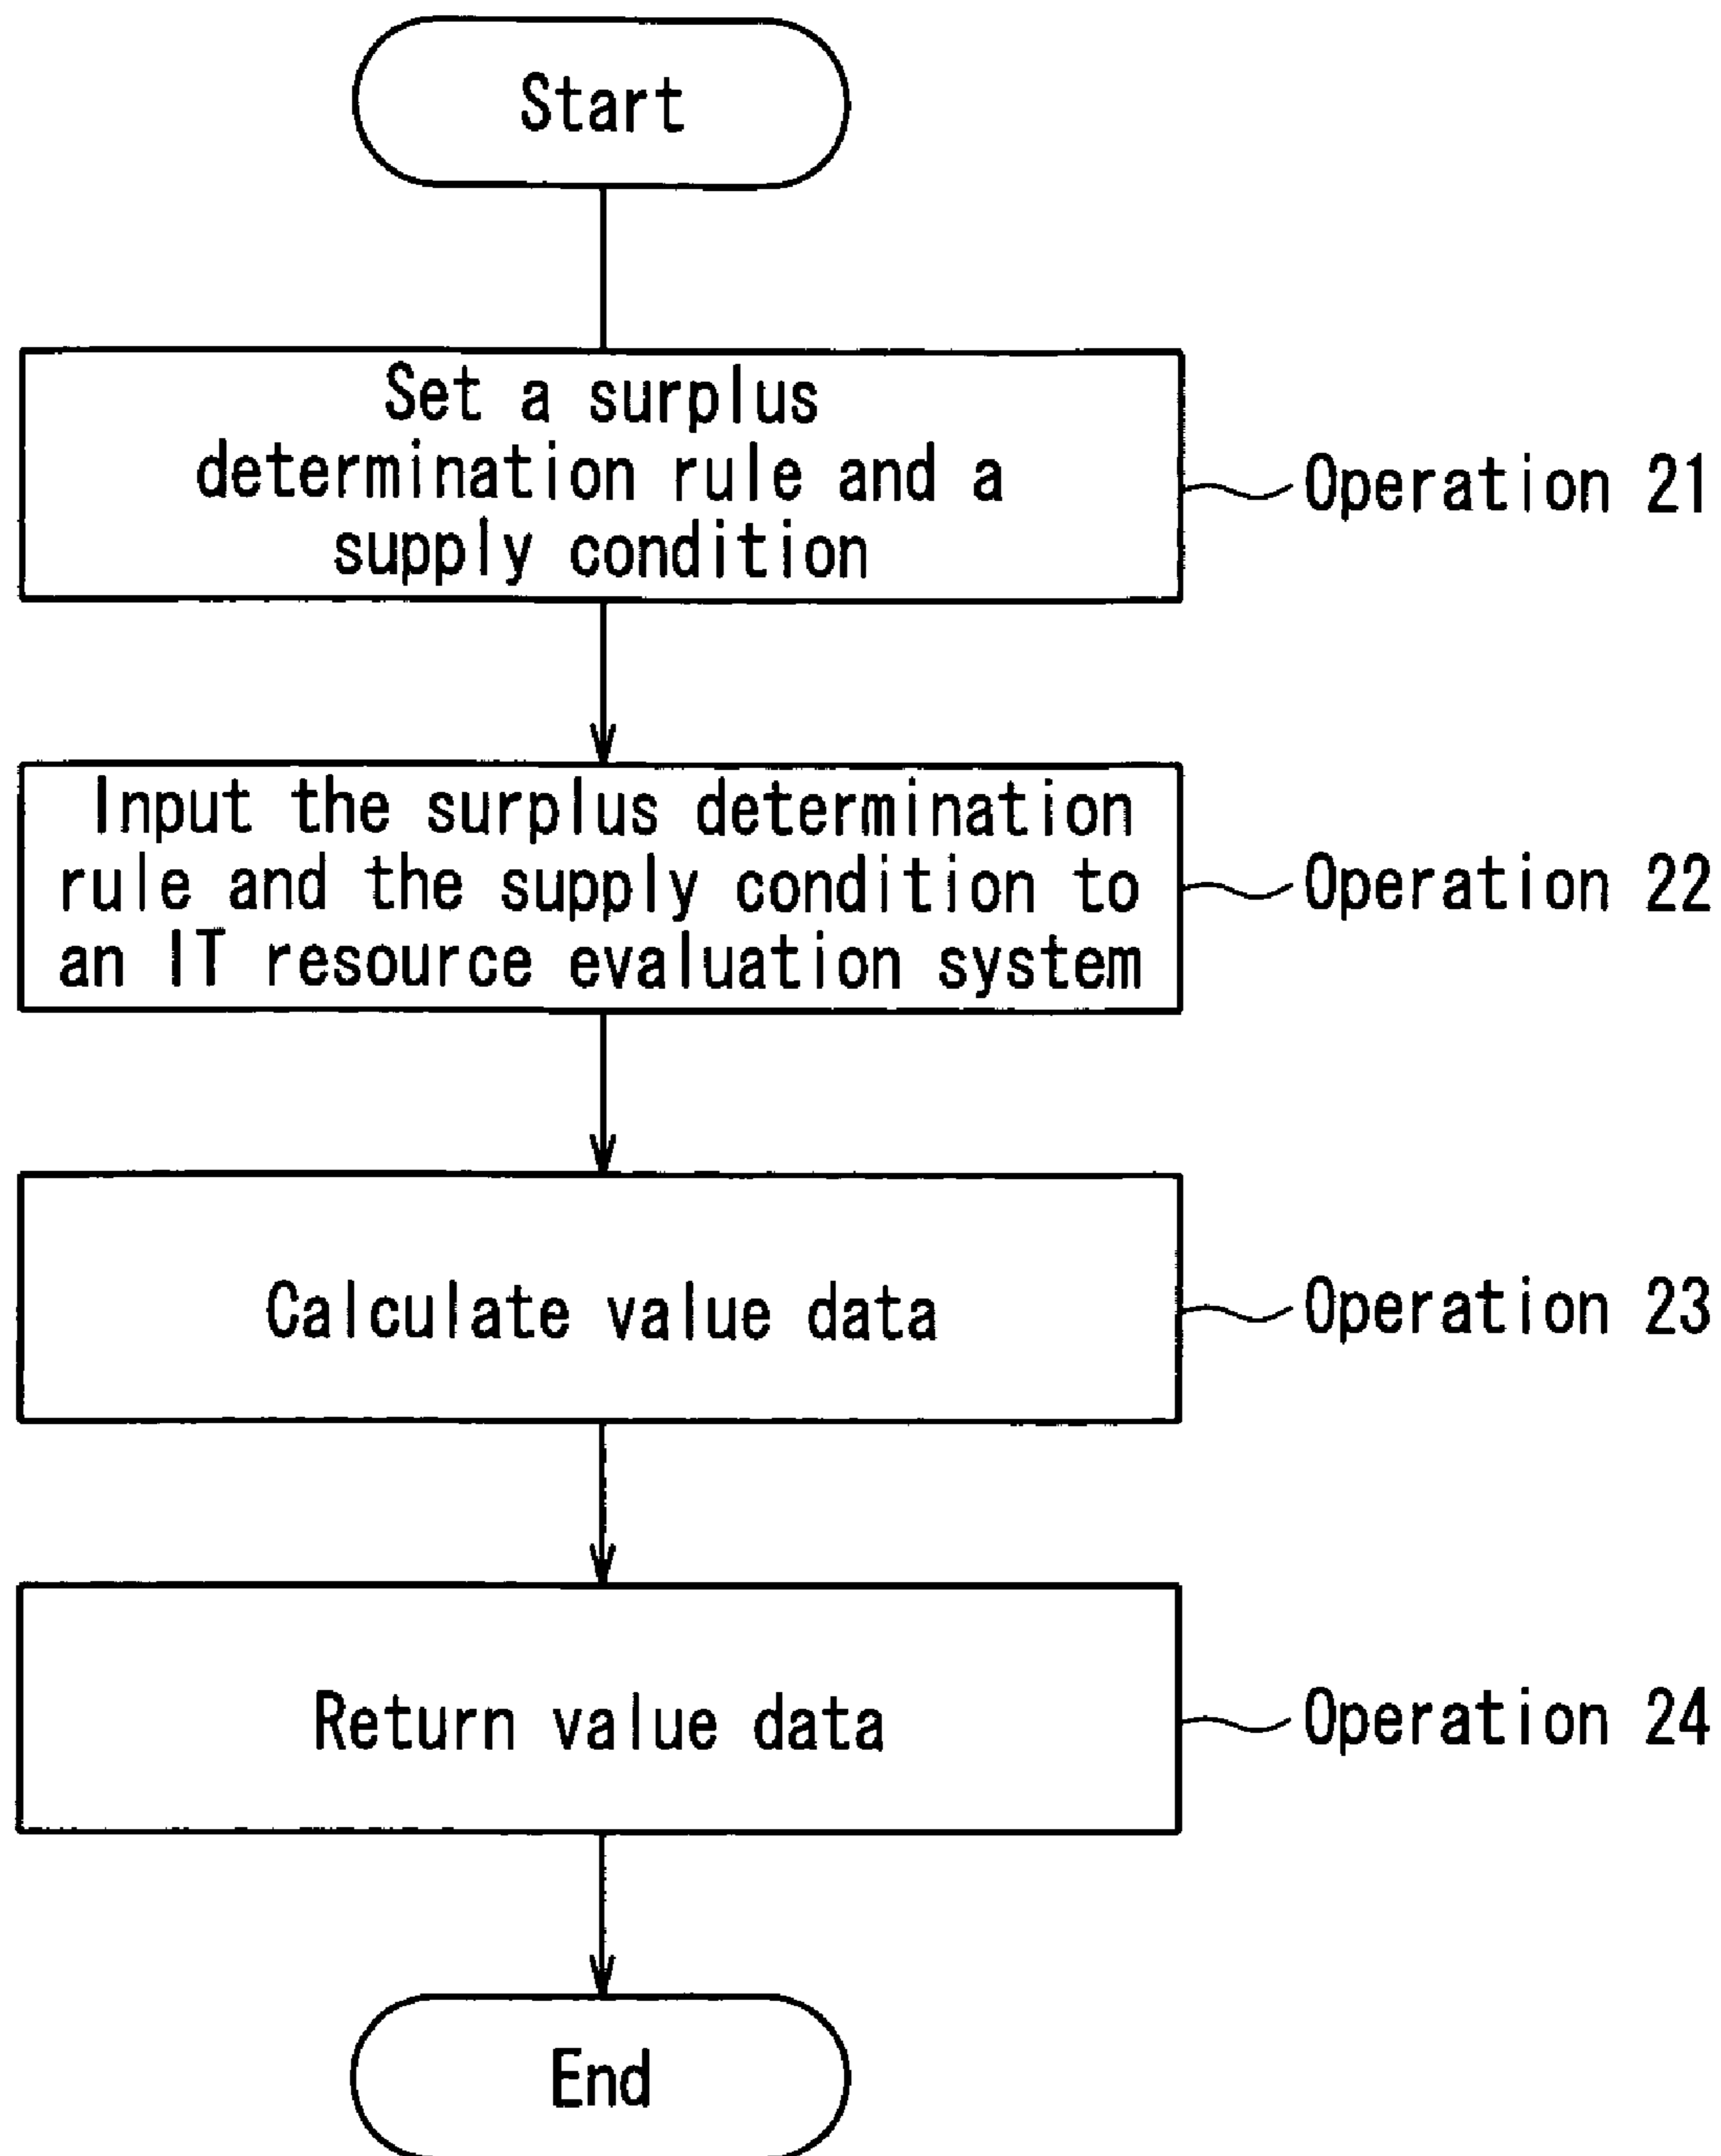 Start
Set a surplus
determination rule and a
supply condition
Operation 21
Input the surplus determination
rule and the supply condition to
an IT resource evaluation system
Operation 22
Calculate value data
Operation 23
Return value data
Operation 24
End